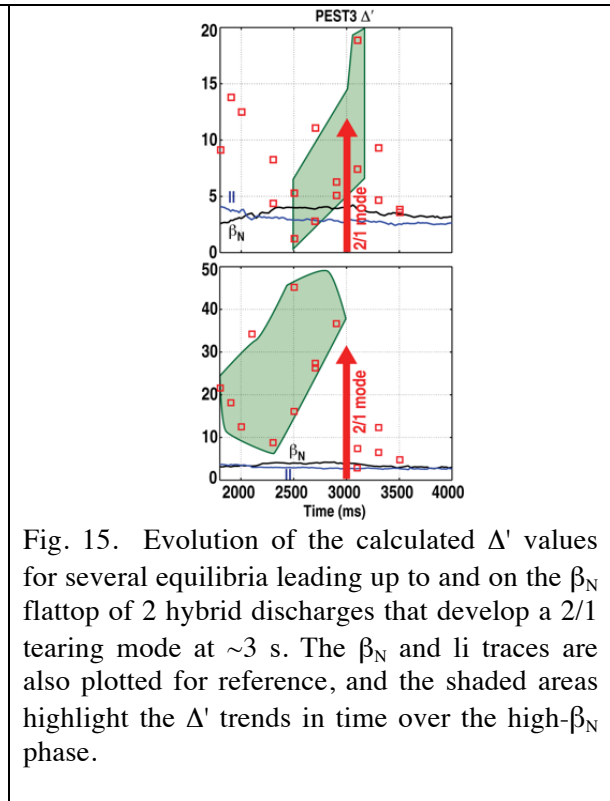 PEST3 Δ'
20
15
10
5
0
li
βN
2/1 mode
50
40
30
20
10
0
βN
li
2/1 mode
2000 2500 3000 3500 4000
Time (ms)
Fig. 15. Evolution of the calculated Δ' values
for several equilibria leading up to and on the βN
flattop of 2 hybrid discharges that develop a 2/1
tearing mode at ~3 s. The βN and li traces are
also plotted for reference, and the shaded areas
highlight the Δ' trends in time over the high-βN
phase.